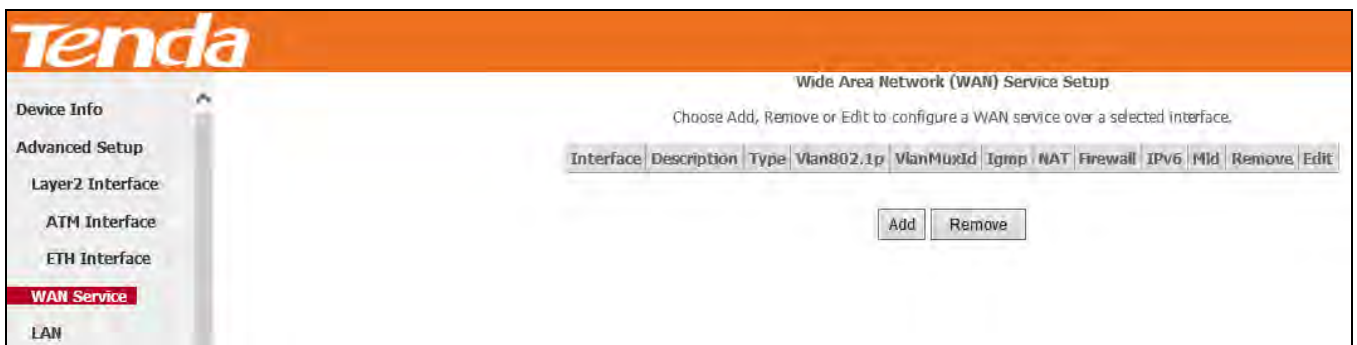 Tenda
Wide Area Network (WAN) Service Setup
Choose Add, Remove or Edit to configure a WAN service over a selected interface.
Interface Description Type Vlan802.1p VlanMuxId Igmp NAT Firewall IPv6 Mld Remove Edit
Add Remove
Device Info
Advanced Setup
Layer2 Interface
ATM Interface
ETH Interface
WAN Service
LAN